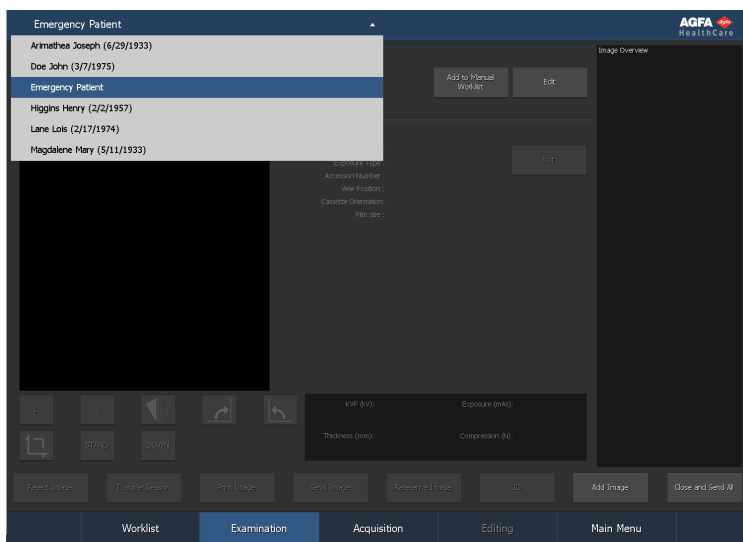 Emergency Patient
AGFA
HealthCare
Arimathea Joseph (6/29/1933)
Doe John (3/7/1975)
Emergency Patient
Higgins Henry (2/2/1957)
Lane Lois (2/17/1974)
Magdalene Mary (5/11/1933)
Image Overview
Add to Manual
Worklist
Edit
Exposure Type :
Edit
Accession Number :
View Position :
Cassette Orientation:
Film size :
L
R
KVP (kV):
Exposure (mAs):
STAND
DOWN
Thickness (mm):
Compression (N):
Reject Image
Transfer Session
Print Image
Send Image
Reference Image
ID
Add Image
Close and Send All
Worklist
Examination
Acquisition
Editing
Main Menu